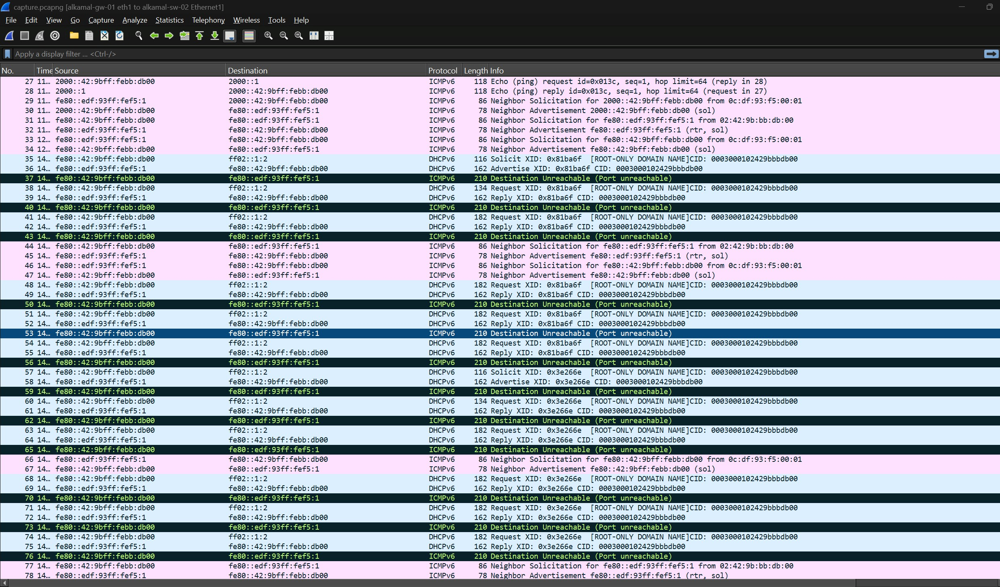 capture.pcapng [alkamal-gw-01 eth1 to alkamal-sw-02 Ethernet1]
File Edit View Go Capture Analyze Statistics Telephony Wireless Tools Help
Apply a display filter ... <Ctrl-/>
No. Time Source Destination Protocol Length Info
27 11… 2000::42:9bff:febb:db00 2000::1 ICMPv6 118 Echo (ping) request id=0x013c, seq=1, hop limit=64 (reply in 28)
28 11… 2000::1 2000::42:9bff:febb:db00 ICMPv6 118 Echo (ping) reply id=0x013c, seq=1, hop limit=64 (request in 27)
29 11… fe80::edf:93ff:fef5:1 2000::42:9bff:febb:db00 ICMPv6 86 Neighbor Solicitation for 2000::42:9bff:febb:db00 from 0c:df:93:f5:00:01
30 11… 2000::42:9bff:febb:db00 fe80::edf:93ff:fef5:1 ICMPv6 78 Neighbor Advertisement 2000::42:9bff:febb:db00 (sol)
31 11… fe80::42:9bff:febb:db00 fe80::edf:93ff:fef5:1 ICMPv6 86 Neighbor Solicitation for fe80::edf:93ff:fef5:1 from 02:42:9b:bb:db:00
32 11… fe80::edf:93ff:fef5:1 fe80::42:9bff:febb:db00 ICMPv6 78 Neighbor Advertisement fe80::edf:93ff:fef5:1 (rtr, sol)
33 12… fe80::edf:93ff:fef5:1 fe80::42:9bff:febb:db00 ICMPv6 86 Neighbor Solicitation for fe80::42:9bff:febb:db00 from 0c:df:93:f5:00:01
34 12… fe80::42:9bff:febb:db00 fe80::edf:93ff:fef5:1 ICMPv6 78 Neighbor Advertisement fe80::42:9bff:febb:db00 (sol)
35 14… fe80::42:9bff:febb:db00 ff02::1:2 DHCPv6 116 Solicit XID: 0x81ba6f [ROOT-ONLY DOMAIN NAME]CID: 0003000102429bbbdb00
36 14… fe80::edf:93ff:fef5:1 fe80::42:9bff:febb:db00 DHCPv6 162 Advertise XID: 0x81ba6f CID: 0003000102429bbbdb00
37 14… fe80::42:9bff:febb:db00 fe80::edf:93ff:fef5:1 ICMPv6 210 Destination Unreachable (Port unreachable)
38 14… fe80::42:9bff:febb:db00 ff02::1:2 DHCPv6 134 Request XID: 0x81ba6f [ROOT-ONLY DOMAIN NAME]CID: 0003000102429bbbdb00
39 14… fe80::edf:93ff:fef5:1 fe80::42:9bff:febb:db00 DHCPv6 162 Reply XID: 0x81ba6f CID: 0003000102429bbbdb00
40 14… fe80::42:9bff:febb:db00 fe80::edf:93ff:fef5:1 ICMPv6 210 Destination Unreachable (Port unreachable)
41 14… fe80::42:9bff:febb:db00 ff02::1:2 DHCPv6 182 Request XID: 0x81ba6f [ROOT-ONLY DOMAIN NAME]CID: 0003000102429bbbdb00
42 14… fe80::edf:93ff:fef5:1 fe80::42:9bff:febb:db00 DHCPv6 162 Reply XID: 0x81ba6f CID: 0003000102429bbbdb00
43 14… fe80::42:9bff:febb:db00 fe80::edf:93ff:fef5:1 ICMPv6 210 Destination Unreachable (Port unreachable)
44 14… fe80::42:9bff:febb:db00 fe80::edf:93ff:fef5:1 ICMPv6 86 Neighbor Solicitation for fe80::edf:93ff:fef5:1 from 02:42:9b:bb:db:00
45 14… fe80::edf:93ff:fef5:1 fe80::42:9bff:febb:db00 ICMPv6 78 Neighbor Advertisement fe80::edf:93ff:fef5:1 (rtr, sol)
46 14… fe80::edf:93ff:fef5:1 fe80::42:9bff:febb:db00 ICMPv6 86 Neighbor Solicitation for fe80::42:9bff:febb:db00 from 0c:df:93:f5:00:01
47 14… fe80::42:9bff:febb:db00 fe80::edf:93ff:fef5:1 ICMPv6 78 Neighbor Advertisement fe80::42:9bff:febb:db00 (sol)
48 14… fe80::42:9bff:febb:db00 ff02::1:2 DHCPv6 182 Request XID: 0x81ba6f [ROOT-ONLY DOMAIN NAME]CID: 0003000102429bbbdb00
49 14… fe80::edf:93ff:fef5:1 fe80::42:9bff:febb:db00 DHCPv6 162 Reply XID: 0x81ba6f CID: 0003000102429bbbdb00
50 14… fe80::42:9bff:febb:db00 fe80::edf:93ff:fef5:1 ICMPv6 210 Destination Unreachable (Port unreachable)
51 14… fe80::42:9bff:febb:db00 ff02::1:2 DHCPv6 182 Request XID: 0x81ba6f [ROOT-ONLY DOMAIN NAME]CID: 0003000102429bbbdb00
52 14… fe80::edf:93ff:fef5:1 fe80::42:9bff:febb:db00 DHCPv6 162 Reply XID: 0x81ba6f CID: 0003000102429bbbdb00
53 14… fe80::42:9bff:febb:db00 fe80::edf:93ff:fef5:1 ICMPv6 210 Destination Unreachable (Port unreachable)
54 14… fe80::42:9bff:febb:db00 ff02::1:2 DHCPv6 182 Request XID: 0x81ba6f [ROOT-ONLY DOMAIN NAME]CID: 0003000102429bbbdb00
55 14… fe80::edf:93ff:fef5:1 fe80::42:9bff:febb:db00 DHCPv6 162 Reply XID: 0x81ba6f CID: 0003000102429bbbdb00
56 14… fe80::42:9bff:febb:db00 fe80::edf:93ff:fef5:1 ICMPv6 210 Destination Unreachable (Port unreachable)
57 14… fe80::42:9bff:febb:db00 ff02::1:2 DHCPv6 116 Solicit XID: 0x3e266e [ROOT-ONLY DOMAIN NAME]CID: 0003000102429bbbdb00
58 14… fe80::edf:93ff:fef5:1 fe80::42:9bff:febb:db00 DHCPv6 162 Advertise XID: 0x3e266e CID: 0003000102429bbbdb00
59 14… fe80::42:9bff:febb:db00 fe80::edf:93ff:fef5:1 ICMPv6 210 Destination Unreachable (Port unreachable)
60 14… fe80::42:9bff:febb:db00 ff02::1:2 DHCPv6 134 Request XID: 0x3e266e [ROOT-ONLY DOMAIN NAME]CID: 0003000102429bbbdb00
61 14… fe80::edf:93ff:fef5:1 fe80::42:9bff:febb:db00 DHCPv6 162 Reply XID: 0x3e266e CID: 0003000102429bbbdb00
62 14… fe80::42:9bff:febb:db00 fe80::edf:93ff:fef5:1 ICMPv6 210 Destination Unreachable (Port unreachable)
63 14… fe80::42:9bff:febb:db00 ff02::1:2 DHCPv6 182 Request XID: 0x3e266e [ROOT-ONLY DOMAIN NAME]CID: 0003000102429bbbdb00
64 14… fe80::edf:93ff:fef5:1 fe80::42:9bff:febb:db00 DHCPv6 162 Reply XID: 0x3e266e CID: 0003000102429bbbdb00
65 14… fe80::42:9bff:febb:db00 fe80::edf:93ff:fef5:1 ICMPv6 210 Destination Unreachable (Port unreachable)
66 14… fe80::edf:93ff:fef5:1 fe80::42:9bff:febb:db00 ICMPv6 86 Neighbor Solicitation for fe80::42:9bff:febb:db00 from 0c:df:93:f5:00:01
67 14… fe80::42:9bff:febb:db00 fe80::edf:93ff:fef5:1 ICMPv6 78 Neighbor Advertisement fe80::42:9bff:febb:db00 (sol)
68 14… fe80::42:9bff:febb:db00 ff02::1:2 DHCPv6 182 Request XID: 0x3e266e [ROOT-ONLY DOMAIN NAME]CID: 0003000102429bbbdb00
69 14… fe80::edf:93ff:fef5:1 fe80::42:9bff:febb:db00 DHCPv6 162 Reply XID: 0x3e266e CID: 0003000102429bbbdb00
70 14… fe80::42:9bff:febb:db00 fe80::edf:93ff:fef5:1 ICMPv6 210 Destination Unreachable (Port unreachable)
71 14… fe80::42:9bff:febb:db00 ff02::1:2 DHCPv6 182 Request XID: 0x3e266e [ROOT-ONLY DOMAIN NAME]CID: 0003000102429bbbdb00
72 14… fe80::edf:93ff:fef5:1 fe80::42:9bff:febb:db00 DHCPv6 162 Reply XID: 0x3e266e CID: 0003000102429bbbdb00
73 14… fe80::42:9bff:febb:db00 fe80::edf:93ff:fef5:1 ICMPv6 210 Destination Unreachable (Port unreachable)
74 14… fe80::42:9bff:febb:db00 ff02::1:2 DHCPv6 182 Request XID: 0x3e266e [ROOT-ONLY DOMAIN NAME]CID: 0003000102429bbbdb00
75 14… fe80::edf:93ff:fef5:1 fe80::42:9bff:febb:db00 DHCPv6 162 Reply XID: 0x3e266e CID: 0003000102429bbbdb00
76 14… fe80::42:9bff:febb:db00 fe80::edf:93ff:fef5:1 ICMPv6 210 Destination Unreachable (Port unreachable)
77 14… fe80::42:9bff:febb:db00 fe80::edf:93ff:fef5:1 ICMPv6 86 Neighbor Solicitation for fe80::edf:93ff:fef5:1 from 02:42:9b:bb:db:00
78 14… fe80::edf:93ff:fef5:1 fe80::42:9bff:febb:db00 ICMPv6 78 Neighbor Advertisement fe80::edf:93ff:fef5:1 (rtr, sol)